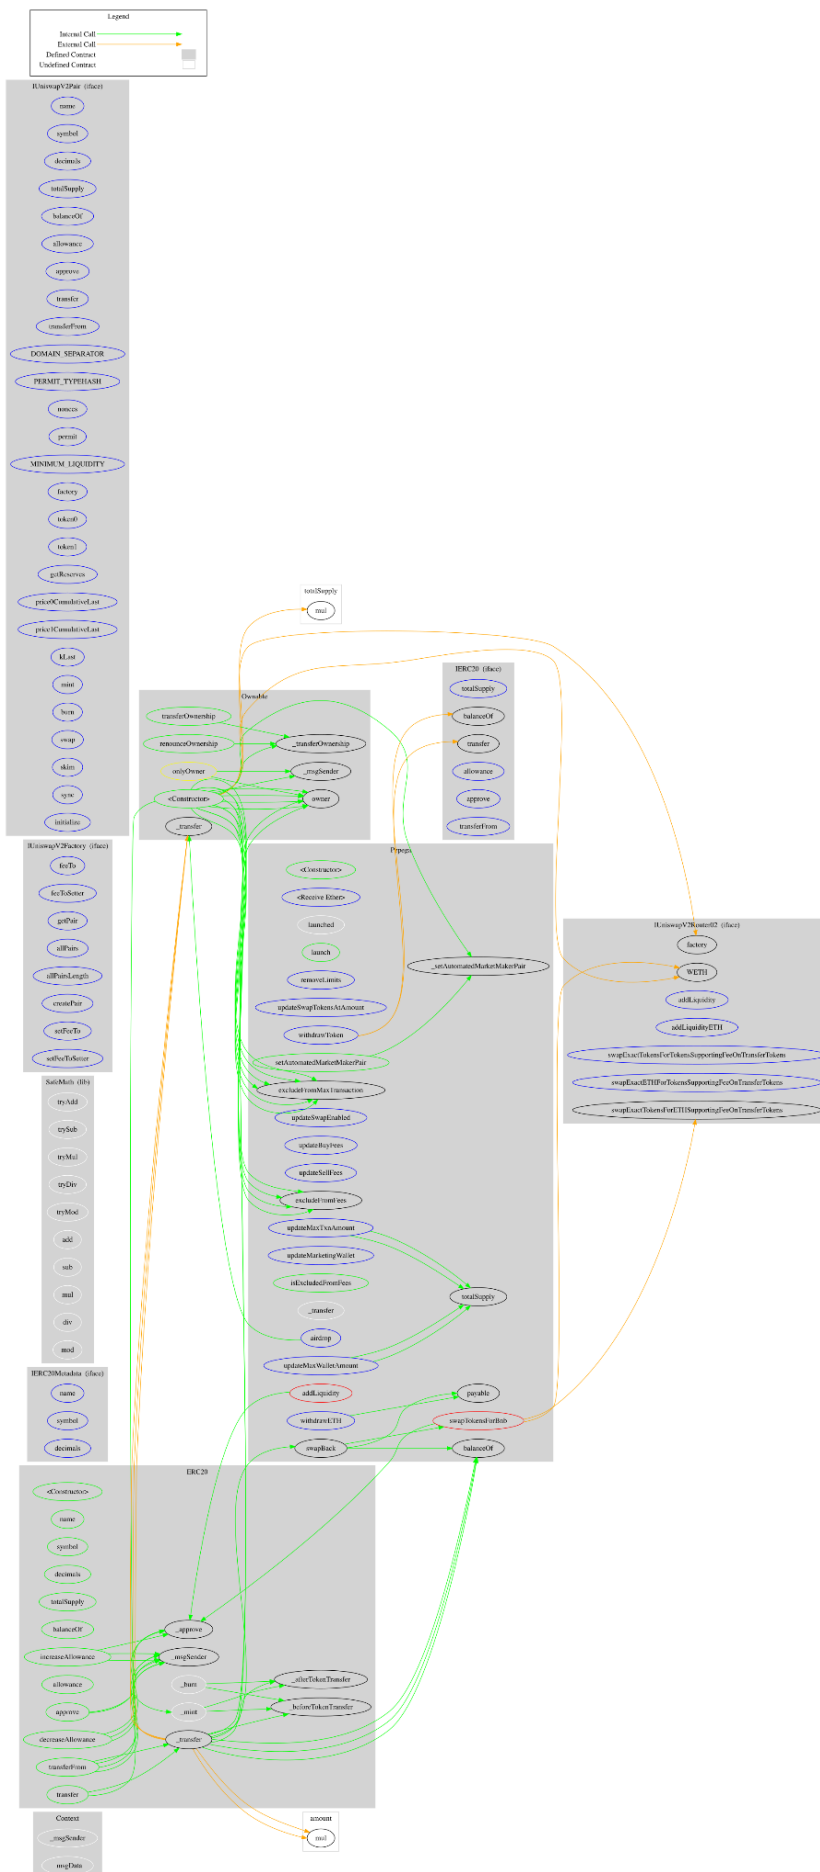 Legend
Internal Call
External Call
Defined Contract
Undefined Contract
IUniswapV2Pair (iface)
name
symbol
decimals
totalSupply
balanceOf
allowance
approve
transfer
transferFrom
DOMAIN_SEPARATOR
PERMIT_TYPEHASH
nonces
permit
MINIMUM_LIQUIDITY
factory
token0
token1
getReserves
price0CumulativeLast
price1CumulativeLast
kLast
mint
burn
swap
skim
sync
initialize
totalSupply
mul
Ownable
transferOwnership
renounceOwnership
onlyOwner
<Constructor>
_transfer
_transferOwnership
_msgSender
owner
IERC20 (iface)
totalSupply
balanceOf
transfer
allowance
approve
transferFrom
IUniswapV2Factory (iface)
feeTo
feeToSetter
getPair
allPairs
allPairsLength
createPair
setFeeTo
setFeeToSetter
<Constructor>
<Receive Ether>
launched
launch
removeLimits
updateSwapTokensAtAmount
withdrawToken
setAutomatedMarketMakerPair
excludeFromMaxTransaction
updateSwapEnabled
updateBuyFees
updateSellFees
excludeFromFees
updateMaxTxnAmount
updateMarketingWallet
isExcludedFromFees
_transfer
airdrop
updateMaxWalletAmount
addLiquidity
withdrawETH
swapBack
_setAutomatedMarketMakerPair
totalSupply
payable
balanceOf
IUniswapV2Router02 (iface)
factory
WETH
addLiquidity
addLiquidityETH
swapExactTokensForTokensSupportingFeeOnTransferTokens
swapExactETHForTokensSupportingFeeOnTransferTokens
swapExactTokensForETHSupportingFeeOnTransferTokens
SafeMath (lib)
tryAdd
trySub
tryMul
tryDiv
tryMod
add
sub
mul
div
mod
IERC20Metadata (iface)
name
symbol
decimals
ERC20
<Constructor>
name
symbol
decimals
totalSupply
balanceOf
increaseAllowance
allowance
approve
decreaseAllowance
transferFrom
transfer
_approve
_msgSender
_burn
_mint
_transfer
_afterTokenTransfer
_beforeTokenTransfer
Context
_msgSender
_msgData
amount
mul